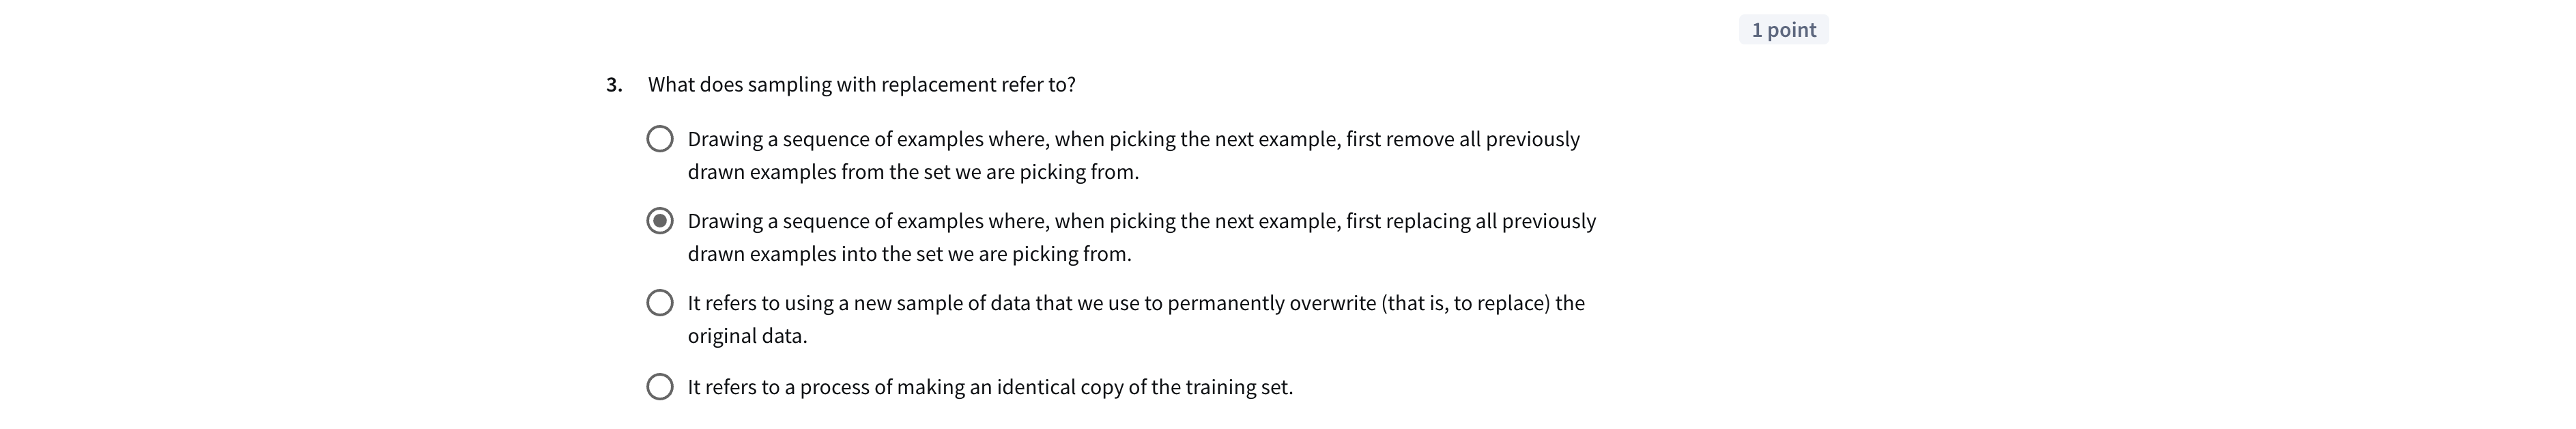 1 point
3. What does sampling with replacement refer to?
Drawing a sequence of examples where, when picking the next example, first remove all previously
drawn examples from the set we are picking from.
Drawing a sequence of examples where, when picking the next example, first replacing all previously
drawn examples into the set we are picking from.
It refers to using a new sample of data that we use to permanently overwrite (that is, to replace) the
original data.
It refers to a process of making an identical copy of the training set.